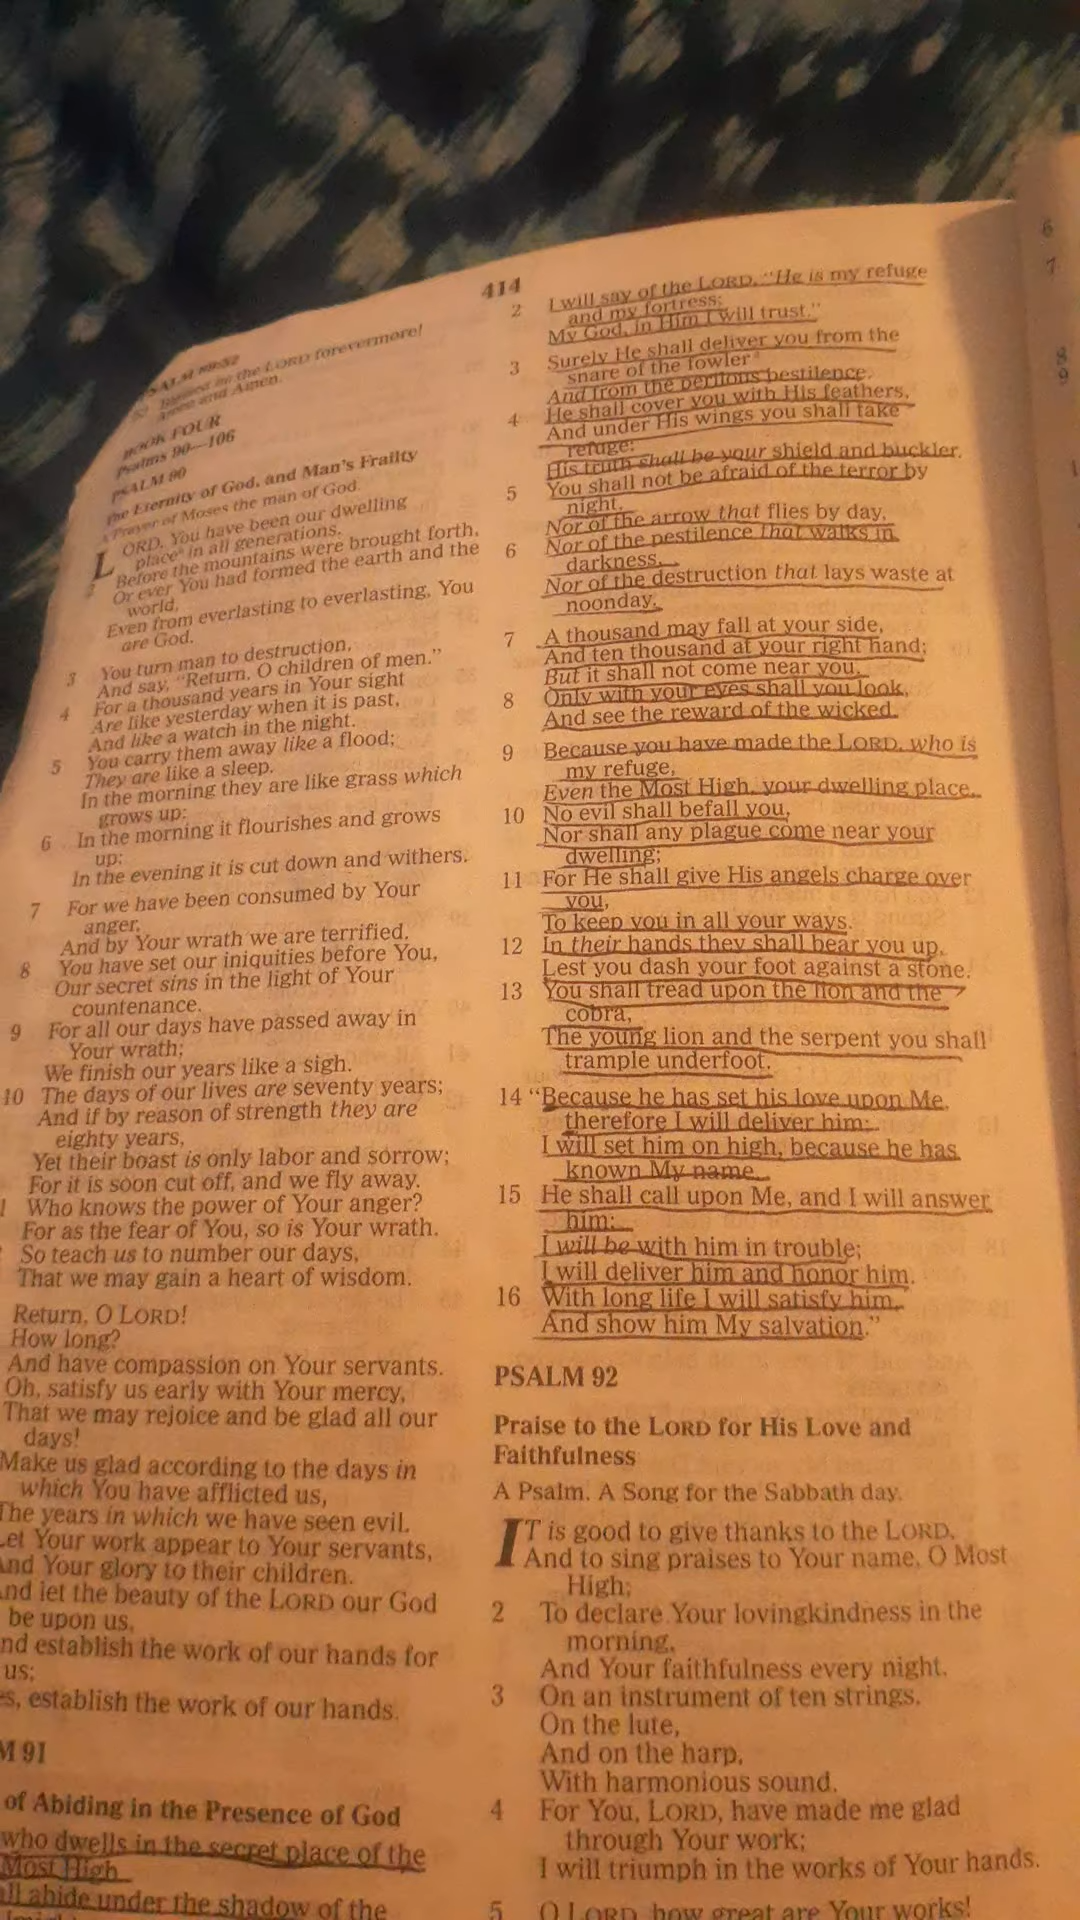 414
PSALM 89:52
52 Blessed be the LORD forevermore!
Amen and Amen.
BOOK FOUR
Psalms 90—106
PSALM 90
The Eternity of God, and Man's Frailty
A Prayer of Moses the man of God.
LORD, You have been our dwelling
place in all generations.
2 Before the mountains were brought forth,
Or ever You had formed the earth and the
world,
Even from everlasting to everlasting, You
are God.
3 You turn man to destruction,
And say, "Return, O children of men."
4 For a thousand years in Your sight
Are like yesterday when it is past,
And like a watch in the night.
5 You carry them away like a flood;
They are like a sleep.
In the morning they are like grass which
grows up:
6 In the morning it flourishes and grows
up;
In the evening it is cut down and withers.
7 For we have been consumed by Your
anger,
And by Your wrath we are terrified.
8 You have set our iniquities before You,
Our secret sins in the light of Your
countenance.
9 For all our days have passed away in
Your wrath;
We finish our years like a sigh.
10 The days of our lives are seventy years;
And if by reason of strength they are
eighty years,
Yet their boast is only labor and sorrow;
For it is soon cut off, and we fly away.
Who knows the power of Your anger?
For as the fear of You, so is Your wrath.
So teach us to number our days,
That we may gain a heart of wisdom.
Return, O LORD!
How long?
And have compassion on Your servants.
Oh, satisfy us early with Your mercy,
That we may rejoice and be glad all our
days!
Make us glad according to the days in
which You have afflicted us,
The years in which we have seen evil.
Let Your work appear to Your servants,
And Your glory to their children.
And let the beauty of the LORD our God
be upon us,
nd establish the work of our hands for
us;
es, establish the work of our hands.
M 91
of Abiding in the Presence of God
who dwells in the secret place of the
Most High
all abide under the shadow of the
2 I will say of the LORD, "He is my refuge
and my fortress;
My God, in Him I will trust."
3 Surely He shall deliver you from the
snare of the fowler
And from the perilous pestilence.
4 He shall cover you with His feathers,
And under His wings you shall take
refuge;
His truth shall be your shield and buckler.
5 You shall not be afraid of the terror by
night,
Nor of the arrow that flies by day,
6 Nor of the pestilence that walks in
darkness,
Nor of the destruction that lays waste at
noonday.
7 A thousand may fall at your side,
And ten thousand at your right hand;
But it shall not come near you.
8 Only with your eyes shall you look,
And see the reward of the wicked.
9 Because you have made the LORD, who is
my refuge,
Even the Most High, your dwelling place,
10 No evil shall befall you,
Nor shall any plague come near your
dwelling;
11 For He shall give His angels charge over
you,
To keep you in all your ways.
12 In their hands they shall bear you up,
Lest you dash your foot against a stone.
13 You shall tread upon the lion and the
cobra,
The young lion and the serpent you shall
trample underfoot.
14 "Because he has set his love upon Me,
therefore I will deliver him;
I will set him on high, because he has
known My name.
15 He shall call upon Me, and I will answer
him;
I will be with him in trouble;
I will deliver him and honor him.
16 With long life I will satisfy him,
And show him My salvation."
PSALM 92
Praise to the LORD for His Love and
Faithfulness
A Psalm. A Song for the Sabbath day.
IT is good to give thanks to the LORD,
And to sing praises to Your name, O Most
High;
2 To declare Your lovingkindness in the
morning,
And Your faithfulness every night,
3 On an instrument of ten strings,
On the lute,
And on the harp,
With harmonious sound.
4 For You, LORD, have made me glad
through Your work;
I will triumph in the works of Your hands.
5 O LORD, how great are Your works!
6
7
8
9